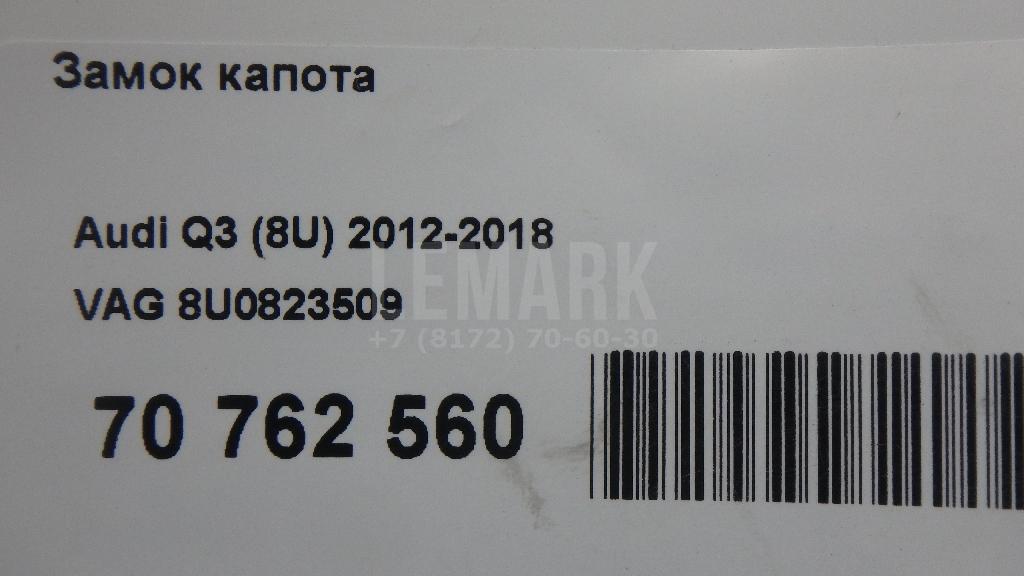 Замок капота
Audi Q3 (8U) 2012-2018
LEMARK
VAG 8U0823509
+7 (8172) 70-60-30
70 762 560